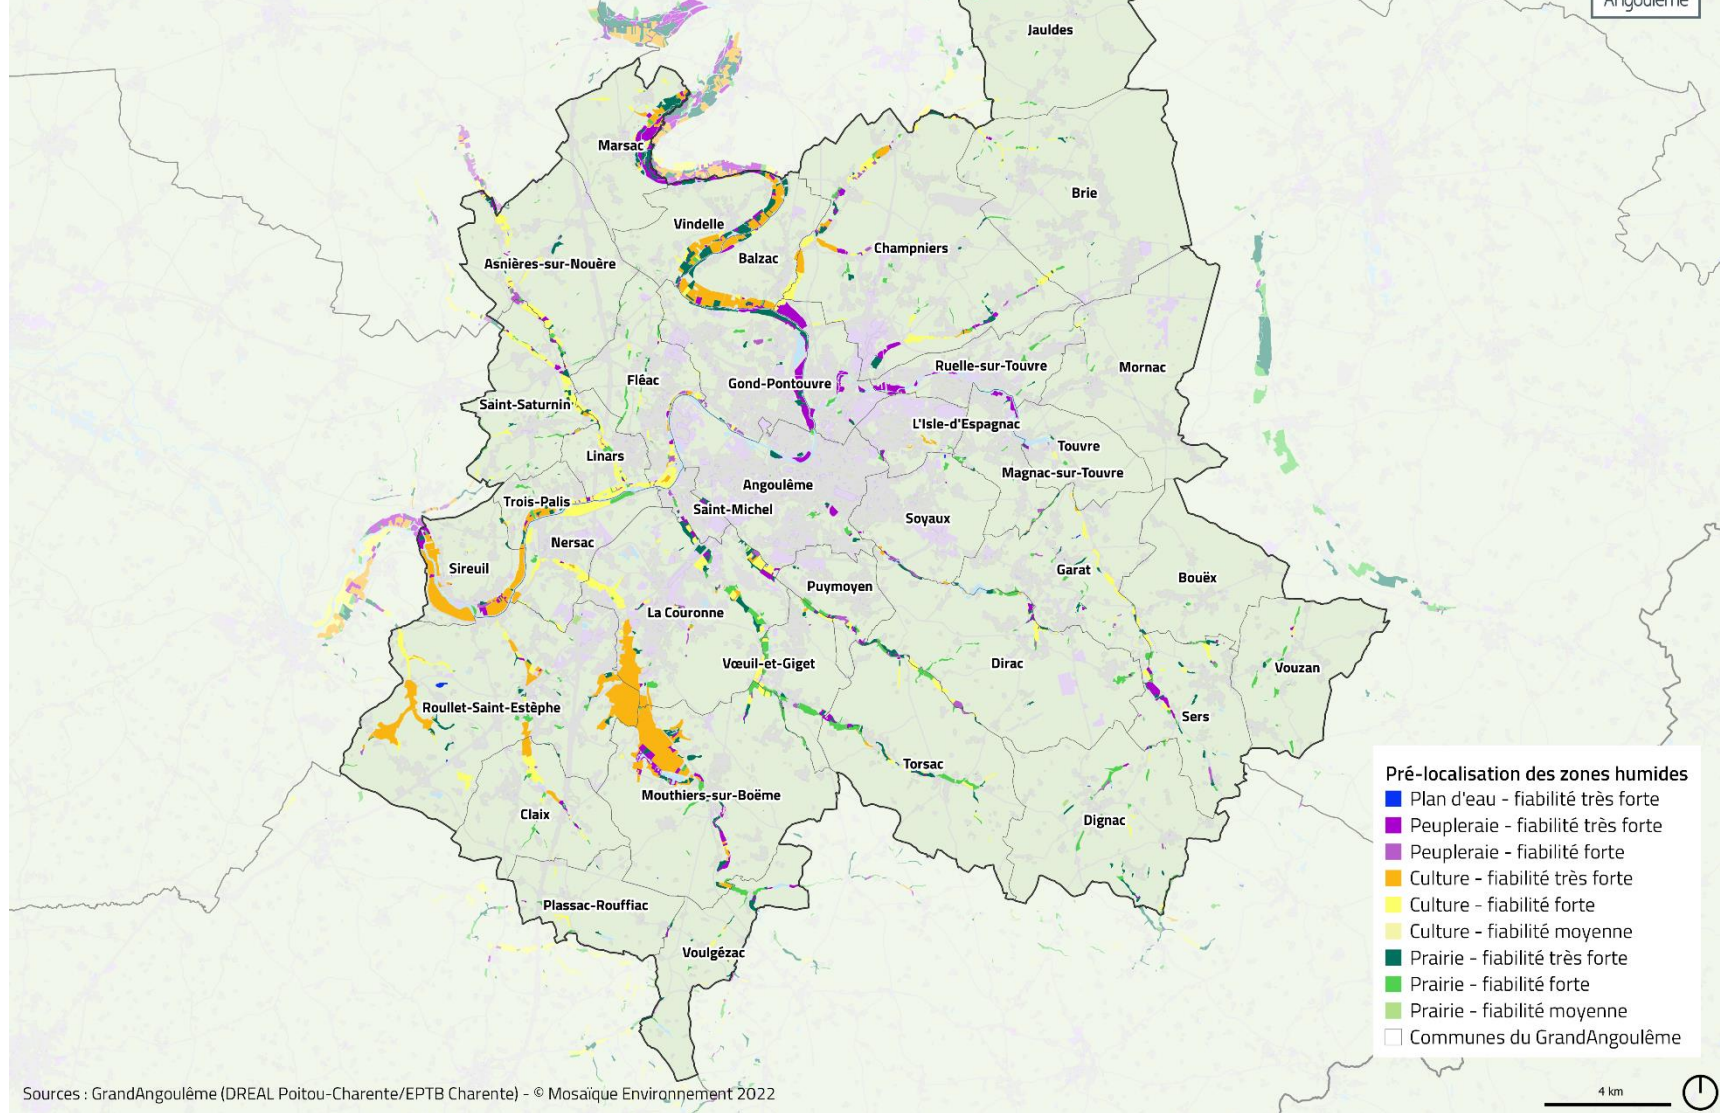 Angoulême
Jauldes
Marsac
Brie
Vindelle
Champniers
Balzac
Asnières-sur-Nouère
Ruelle-sur-Touvre
Mornac
Fléac
Gond-Pontouvre
Saint-Saturnin
L'Isle-d'Espagnac
Touvre
Linars
Magnac-sur-Touvre
Angoulême
Trois-Palis
Saint-Michel
Soyaux
Nersac
Sireuil
Garat
Bouëx
Puymoyen
La Couronne
Vœuil-et-Giget
Dirac
Vouzan
Roullet-Saint-Estèphe
Sers
Torsac
Mouthiers-sur-Boëme
Claix
Dignac
Plassac-Rouffiac
Voulgézac
Pré-localisation des zones humides
Plan d'eau - fiabilité très forte
Peupleraie - fiabilité très forte
Peupleraie - fiabilité forte
Culture - fiabilité très forte
Culture - fiabilité forte
Culture - fiabilité moyenne
Prairie - fiabilité très forte
Prairie - fiabilité forte
Prairie - fiabilité moyenne
Communes du GrandAngoulême
Sources : GrandAngoulême (DREAL Poitou-Charente/EPTB Charente) - © Mosaïque Environnement 2022
4 km